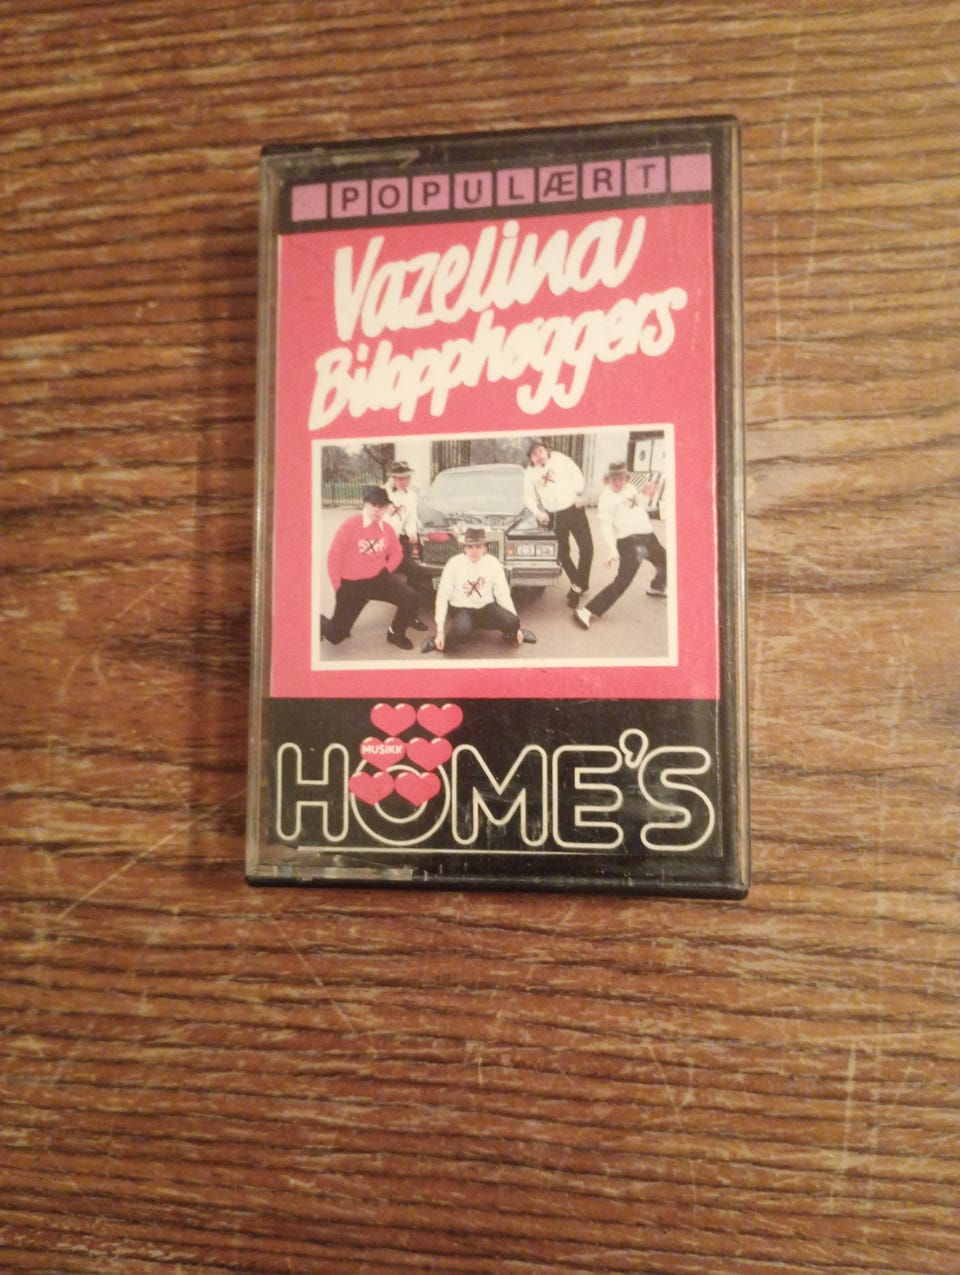 POPULÆRT
Vazelina
Bilopphøggers
MUSIKK
HOME'S